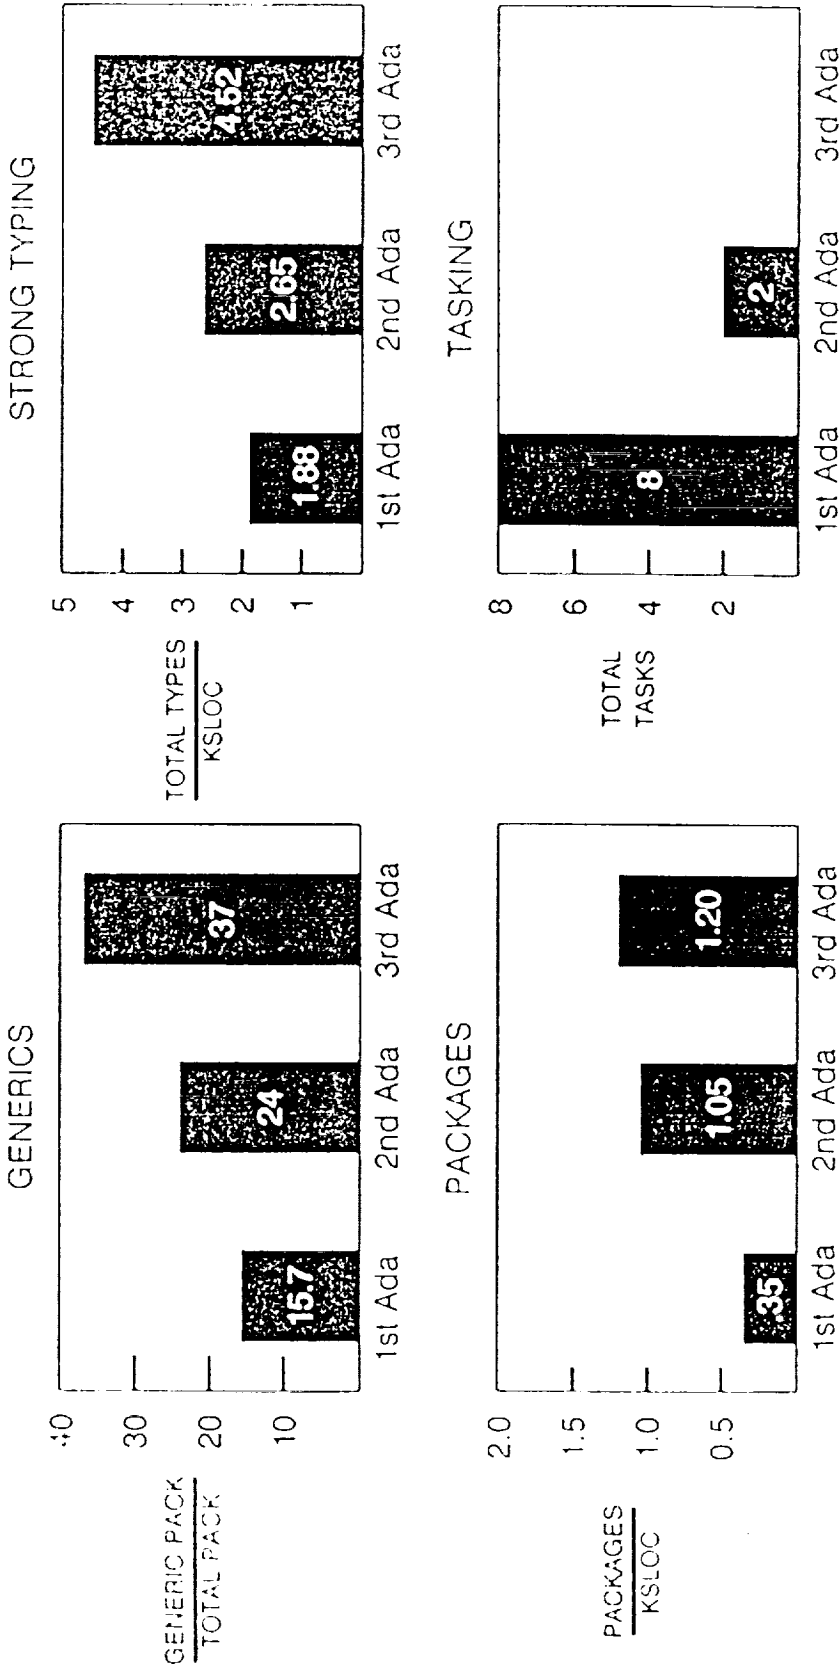 GENERICS
GENERIC PACK
TOTAL PACK
40
30
20
10
15.7
24
37
1st Ada
2nd Ada
3rd Ada
STRONG TYPING
TOTAL TYPES
KSLOC
5
4
3
2
1
1.88
2.65
4.52
1st Ada
2nd Ada
3rd Ada
PACKAGES
PACKAGES
KSLOC
2.0
1.5
1.0
0.5
.35
1.05
1.20
1st Ada
2nd Ada
3rd Ada
TASKING
TOTAL
TASKS
8
6
4
2
8
2
1st Ada
2nd Ada
3rd Ada